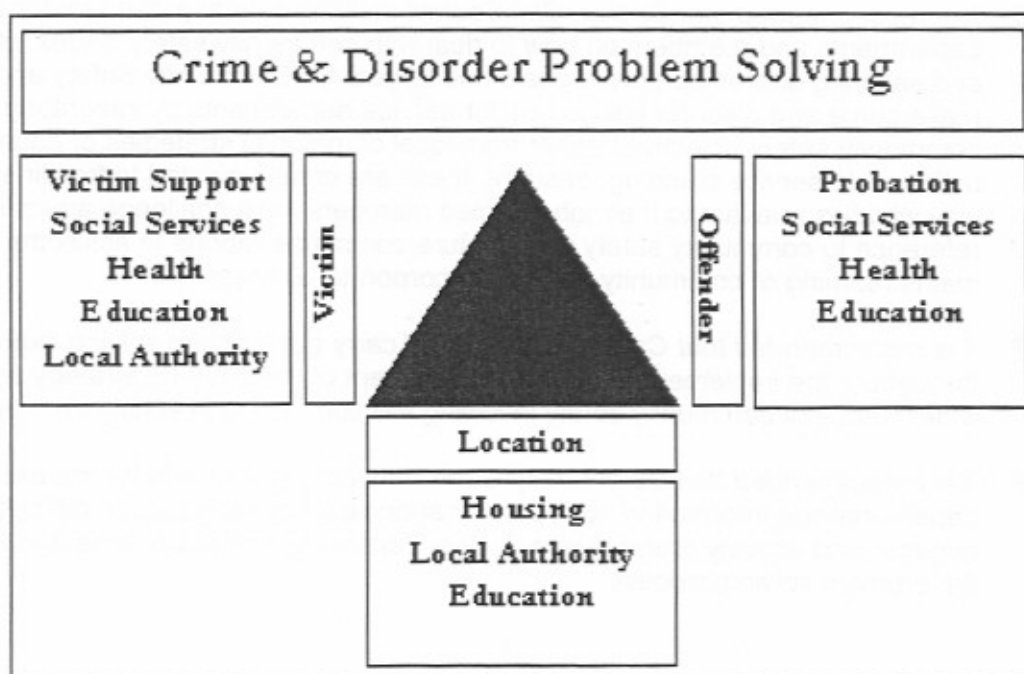 Crime & Disorder Problem Solving
Victim Support
Social Services
Health
Education
Local Authority
Victim
Offender
Probation
Social Services
Health
Education
Location
Housing
Local Authority
Education